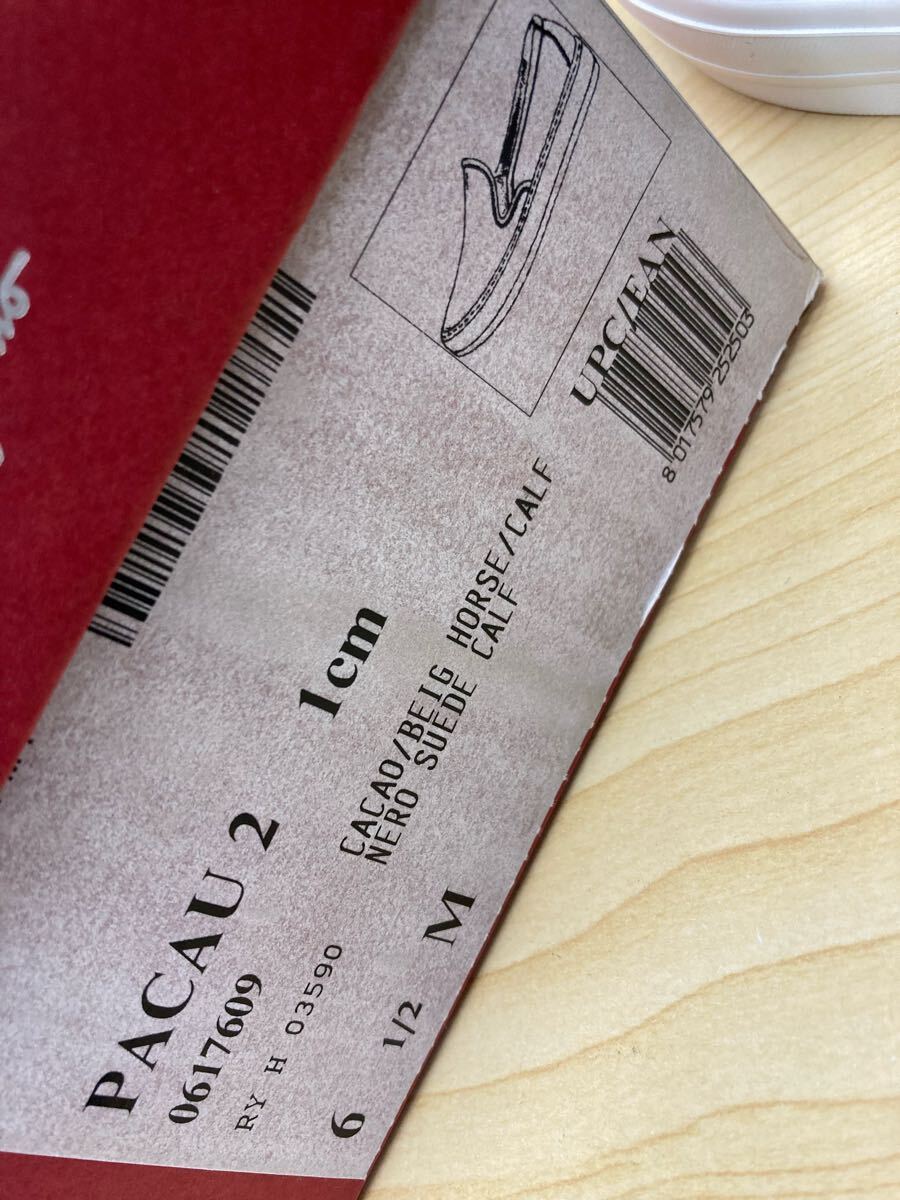 PACAU 2
1cm
0617609
RY H 03590
CACAO/BEIG HORSE/CALF
NERO SUEDE CALF
6 1/2 M
UPC/EAN
8 017579 252503